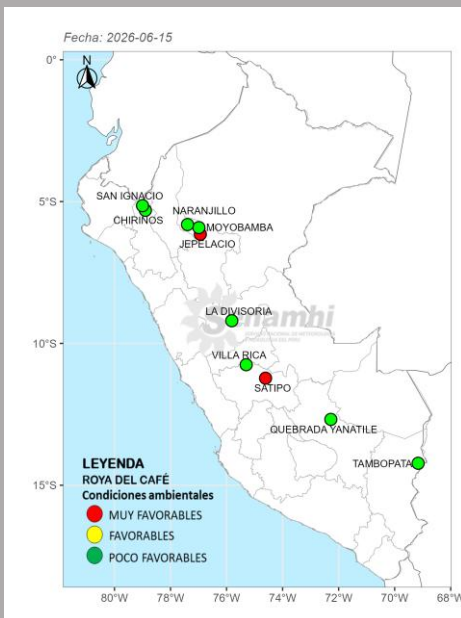 Fecha: 2026-06-15
N
0°
5°S
10°S
15°S
SAN IGNACIO
CHIRINOS
NARANJILLO
MOYOBAMBA
JEPELACIO
LA DIVISORIA
Senamhi
VILLA RICA
SATIPO
QUEBRADA YANATILE
TAMBOPATA
LEYENDA
ROYA DEL CAFÉ
Condiciones ambientales
MUY FAVORABLES
FAVORABLES
POCO FAVORABLES
80°W
78°W
76°W
74°W
72°W
70°W
68°W